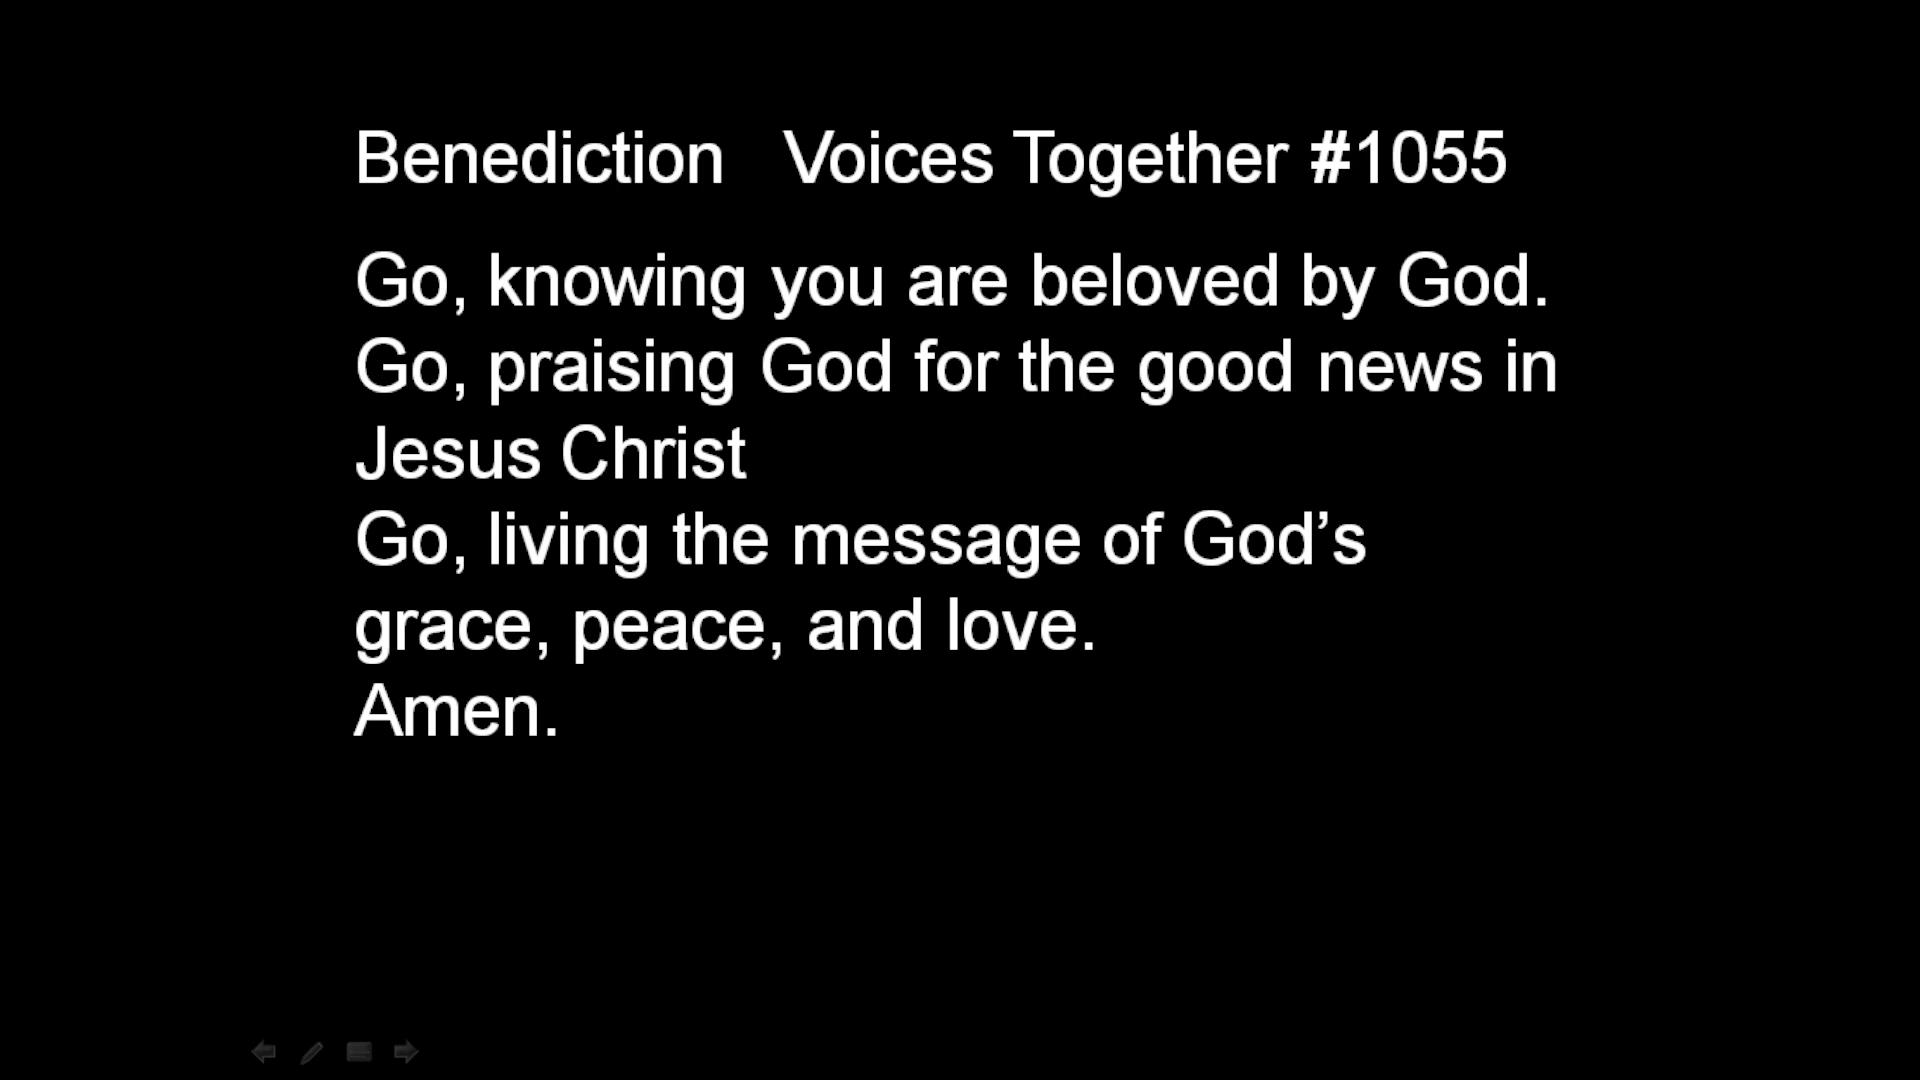 Benediction   Voices Together #1055
Go, knowing you are beloved by God.
Go, praising God for the good news in
Jesus Christ
Go, living the message of God’s
grace, peace, and love.
Amen.